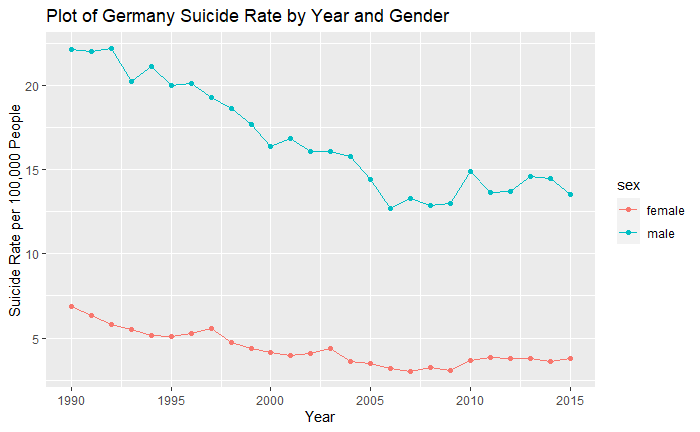 Plot of Germany Suicide Rate by Year and Gender
Suicide Rate per 100,000 People
20
15
10
5
1990
1995
2000
2005
2010
2015
Year
sex
female
male